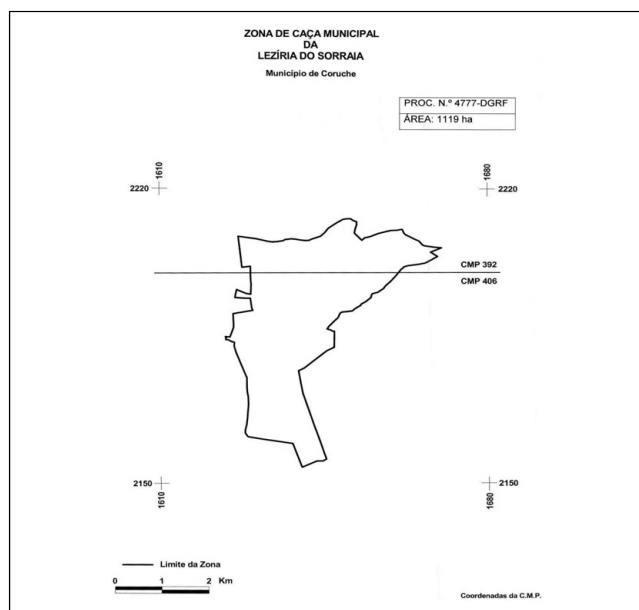 ZONA DE CAÇA MUNICIPAL
DA
LEZÍRIA DO SORRAIA
Município de Coruche
PROC. N.º 4777-DGRF
ÁREA: 1119 ha
1610
1680
2220
2220
CMP 392
CMP 406
2150
2150
1610
1680
Limite da Zona
0 1 2 Km
Coordenadas da C.M.P.